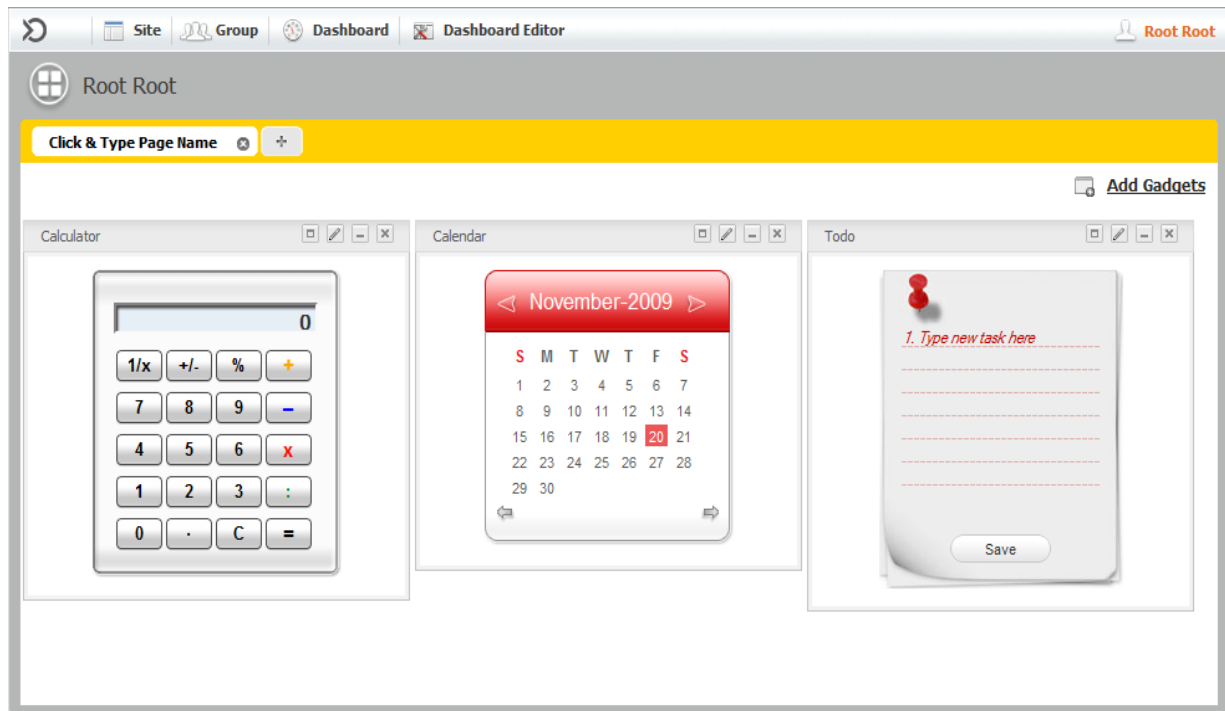 Site Group Dashboard Dashboard Editor Root Root
Root Root
Click & Type Page Name
Add Gadgets
Calculator
0
1/x +/- % +
7 8 9 −
4 5 6 x
1 2 3 :
0 . C =
Calendar
November-2009
S M T W T F S
1 2 3 4 5 6 7
8 9 10 11 12 13 14
15 16 17 18 19 20 21
22 23 24 25 26 27 28
29 30
Todo
1. Type new task here
Save